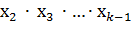 x₂ · x₃ · …· xₖ₋₁